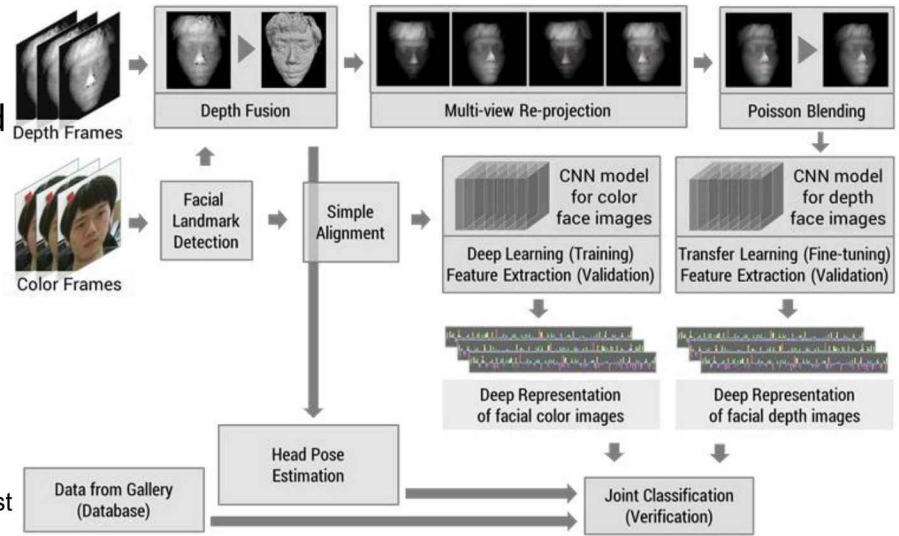 d
Depth Frames
Depth Fusion
Multi-view Re-projection
Poisson Blending
Color Frames
Facial
Landmark
Detection
Simple
Alignment
CNN model
for color
face images
Deep Learning (Training)
Feature Extraction (Validation)
CNN model
for depth
face images
Transfer Learning (Fine-tuning)
Feature Extraction (Validation)
Deep Representation
of facial color images
Deep Representation
of facial depth images
Head Pose
Estimation
st
Data from Gallery
(Database)
Joint Classification
(Verification)